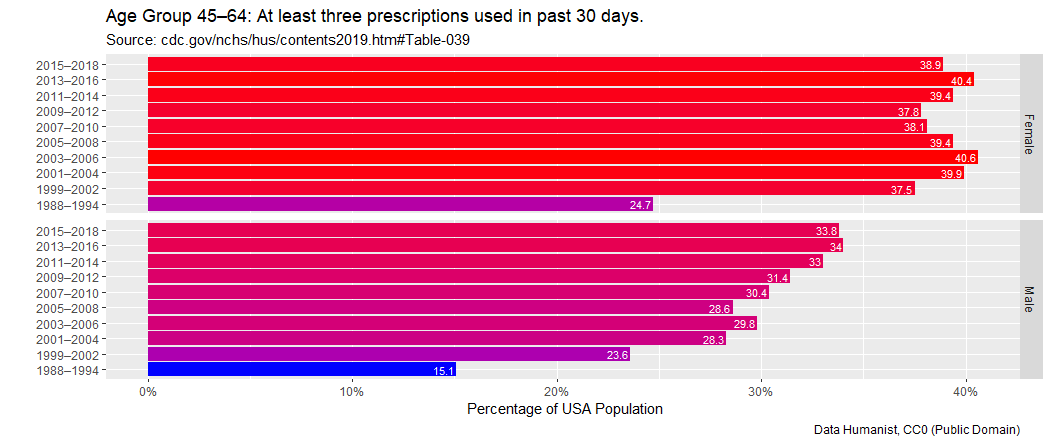 Age Group 45–64: At least three prescriptions used in past 30 days.
Source: cdc.gov/nchs/hus/contents2019.htm#Table-039
2015–2018 38.9
2013–2016 40.4
2011–2014 39.4
2009–2012 37.8
2007–2010 38.1
2005–2008 39.4
2003–2006 40.6
2001–2004 39.9
1999–2002 37.5
1988–1994 24.7
Female
2015–2018 33.8
2013–2016 34
2011–2014 33
2009–2012 31.4
2007–2010 30.4
2005–2008 28.6
2003–2006 29.8
2001–2004 28.3
1999–2002 23.6
1988–1994 15.1
Male
0% 10% 20% 30% 40%
Percentage of USA Population
Data Humanist, CC0 (Public Domain)